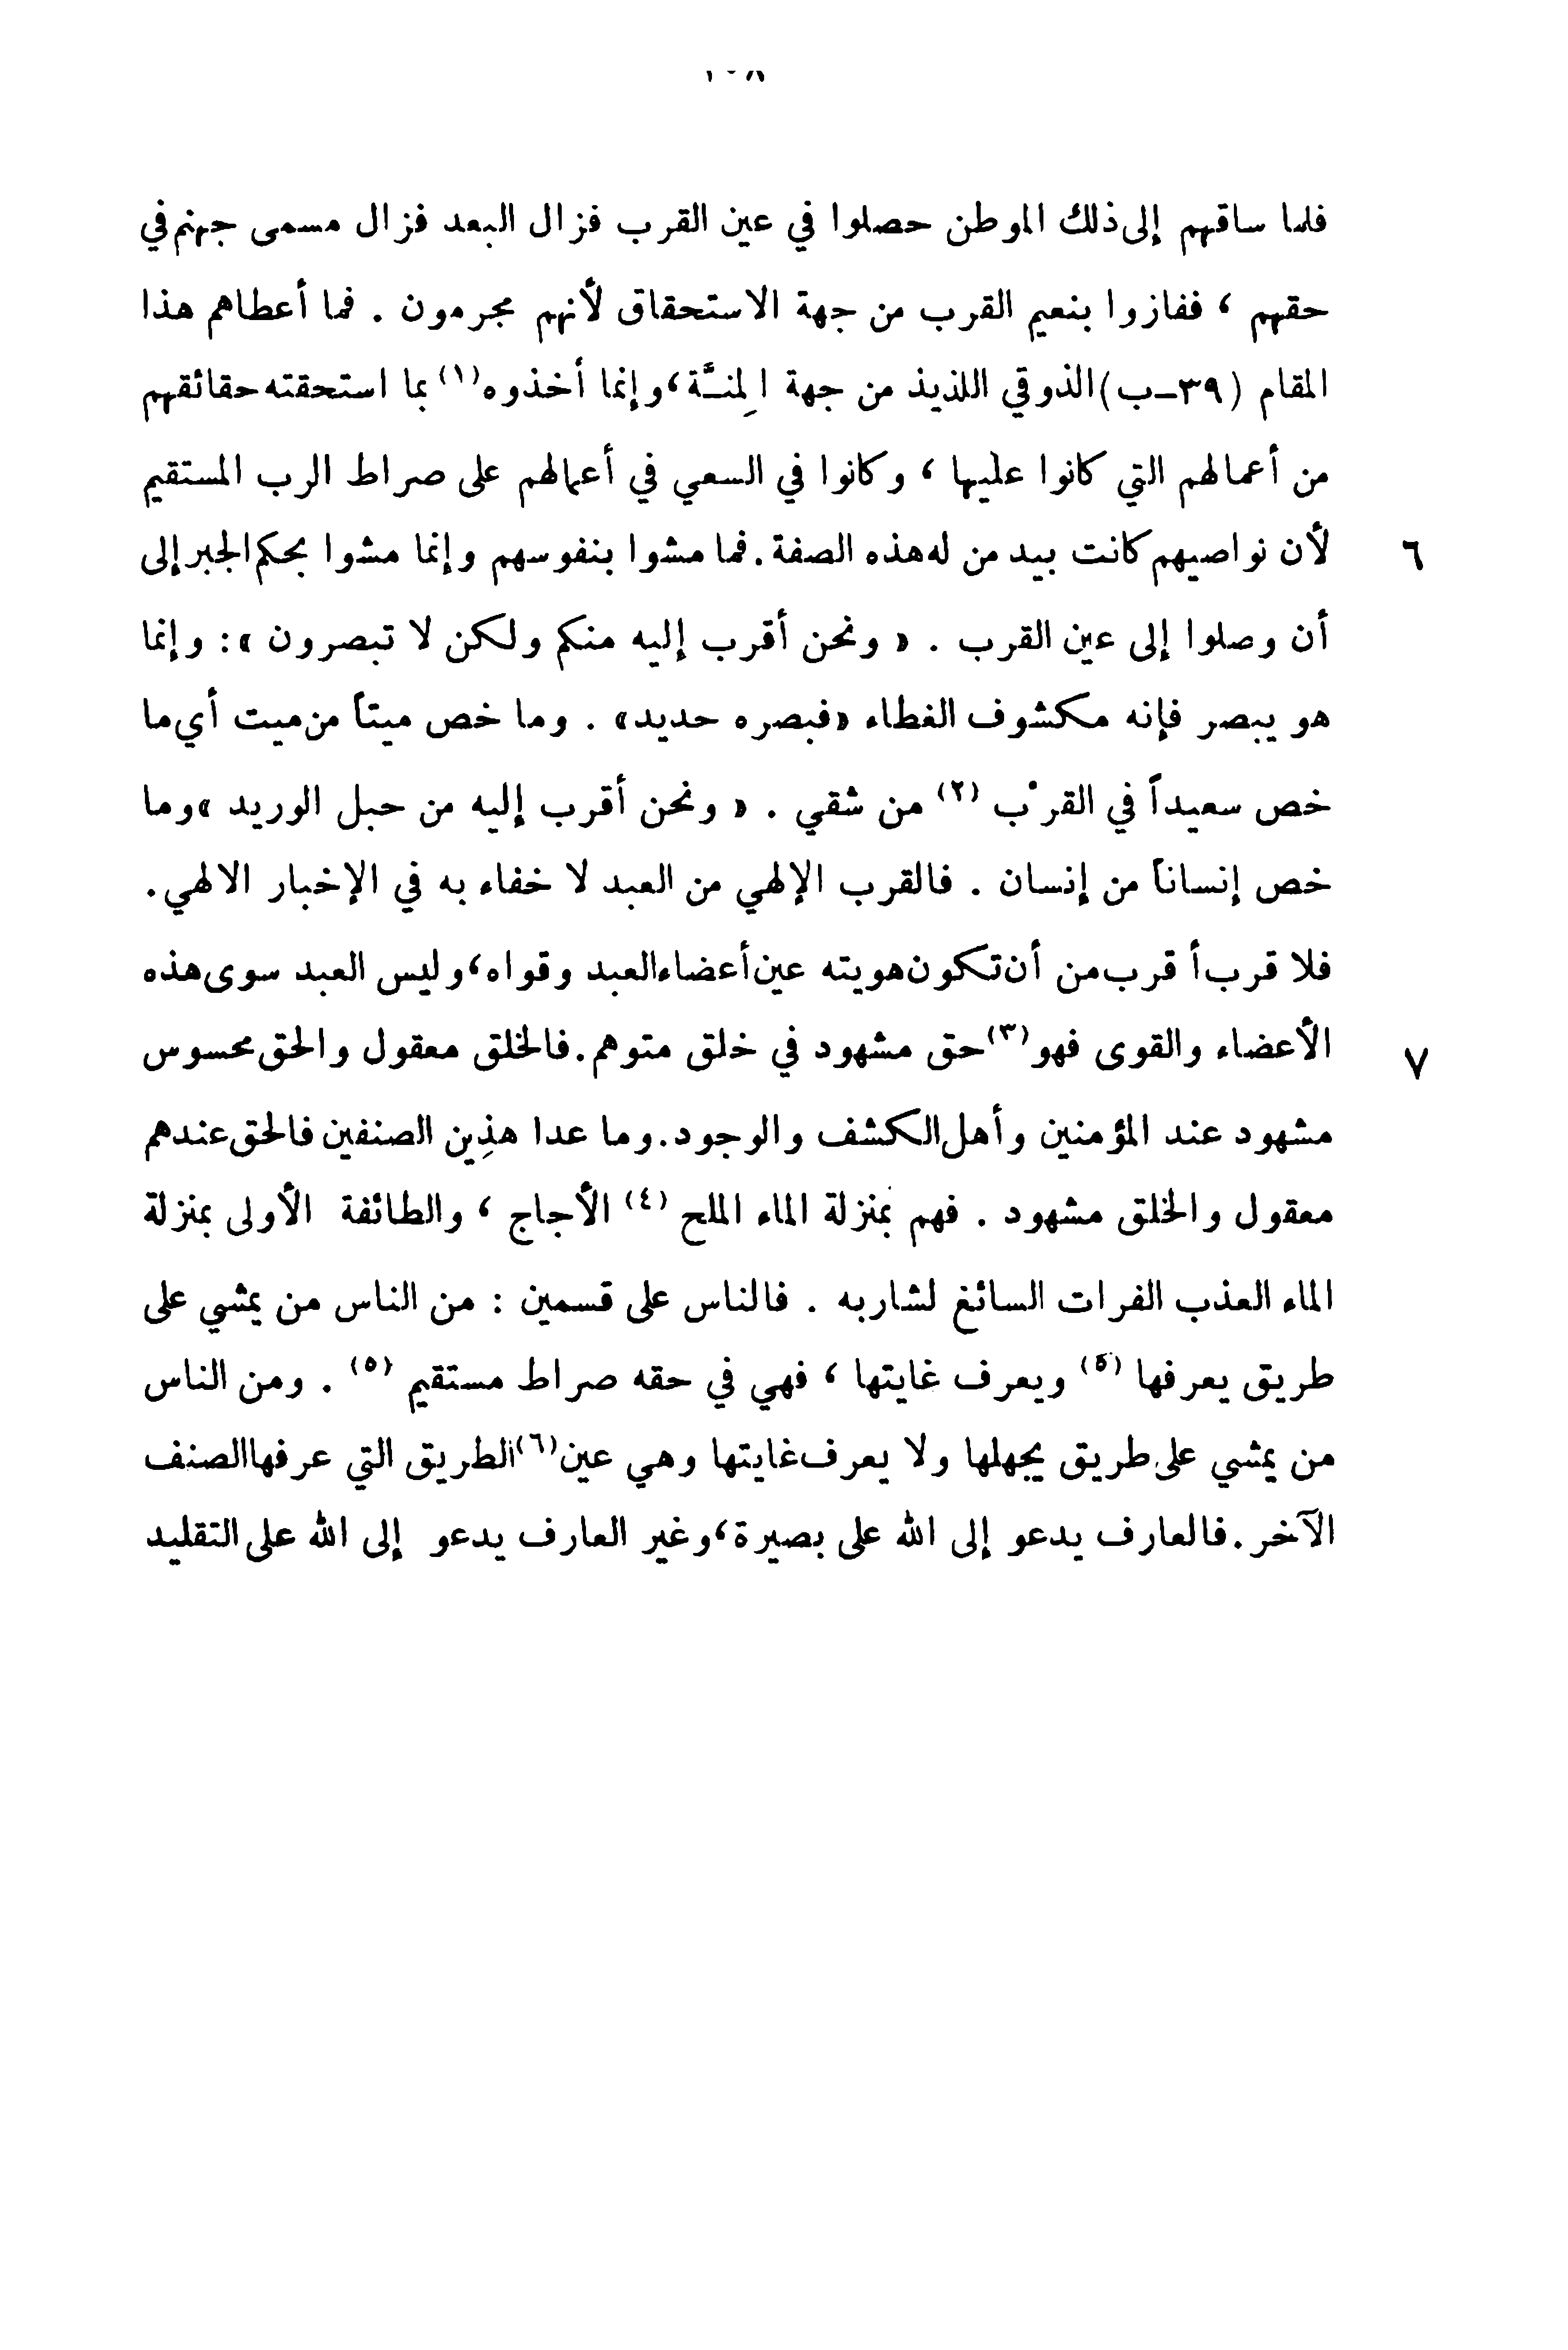 ١٠٨
فلما ساقهم إلى ذلك الموطن حصلوا في عين القرب فزال البعد فزال مسمى جهنم في
حقهم ، ففازوا بنعيم القرب من جهة الاستحقاق لأنهم مجرمون . فما أعطاهم هذا
المقام (٣٩-ب) الذوقي اللذيذ من جهة المِنَّة، وإنما أخذوه(١) بما استحقته حقائقهم
من أعمالهم التي كانوا عليها ، وكانوا في السعي في أعمالهم على صراط الرب المستقيم
٦ لأن نواصيهم كانت بيد من له هذه الصفة. فما مشوا بنفوسهم وإنما مشوا بحكم الجبر إلى
أن وصلوا إلى عين القرب . « ونحن أقرب إليه منكم ولكن لا تبصرون »: وإنما
هو يبصر فإنه مكشوف الغطاء «فبصره حديد» . وما خص ميتاً من ميت أي ما
خص سعيداً في القرْب (٢) من شقي . « ونحن أقرب إليه من حبل الوريد » وما
خص إنساناً من إنسان . فالقرب الإلهي من العبد لا خفاء به في الإخبار الالهي.
فلا قرب أقرب من أن تكون هويته عين أعضاء العبد وقواه، وليس العبد سوى هذه
٧ الأعضاء والقوى فهو(٣) حق مشهود في خلق متوهم. فالخلق معقول والحق محسوس
مشهود عند المؤمنين وأهل الكشف والوجود. وما عدا هذين الصنفين فالحق عندهم
معقول والخلق مشهود . فهم بمنزلة الماء الملح (٤) الأجاج ، والطائفة الأولى بمنزلة
الماء العذب الفرات السائغ لشاربه . فالناس على قسمين : من الناس من يمشي على
طريق يعرفها (٥) ويعرف غايتها ، فهي في حقه صراط مستقيم (٥) . ومن الناس
من يمشي على طريق يجهلها ولا يعرف غايتها وهي عين(٦) الطريق التي عرفها الصنف
الآخر. فالعارف يدعو إلى الله على بصيرة، وغير العارف يدعو إلى الله على التقليد